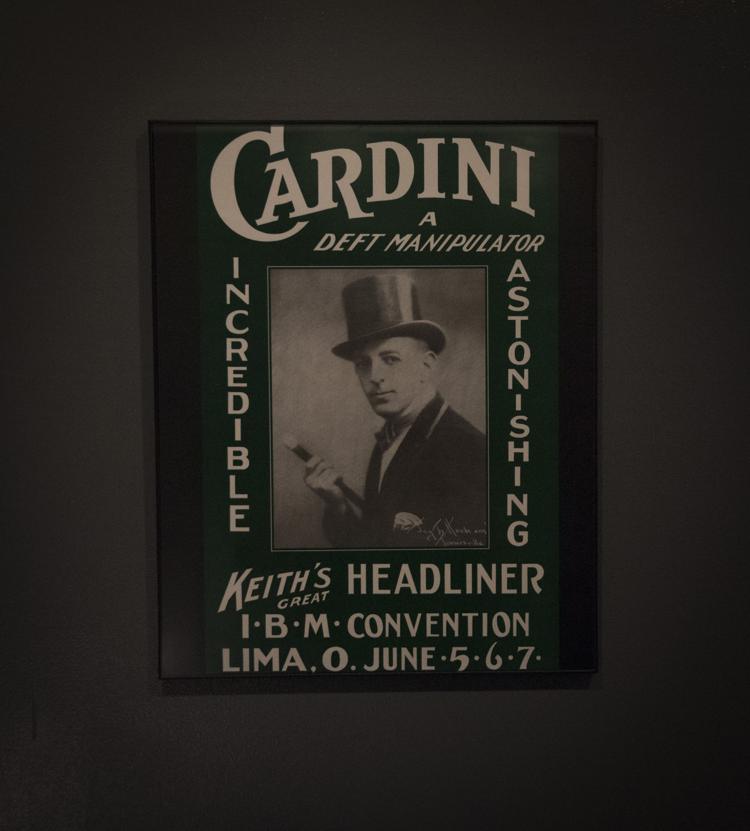 CARDINI
A
DEFT MANIPULATOR
INCREDIBLE
ASTONISHING
KEITH'S GREAT HEADLINER
I·B·M· CONVENTION
LIMA, O. JUNE·5·6·7·